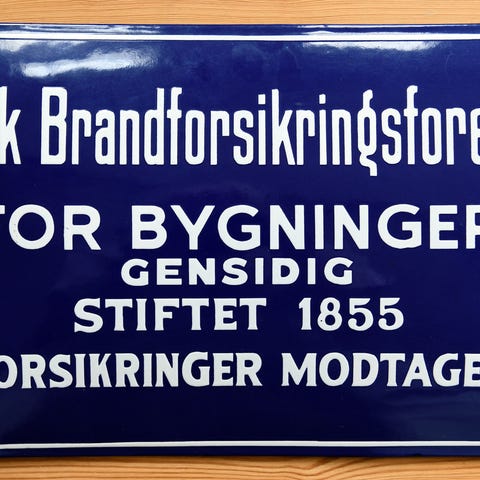 k Brandforsikringsfore
FOR BYGNINGER
GENSIDIG
STIFTET 1855
ORSIKRINGER MODTAGE